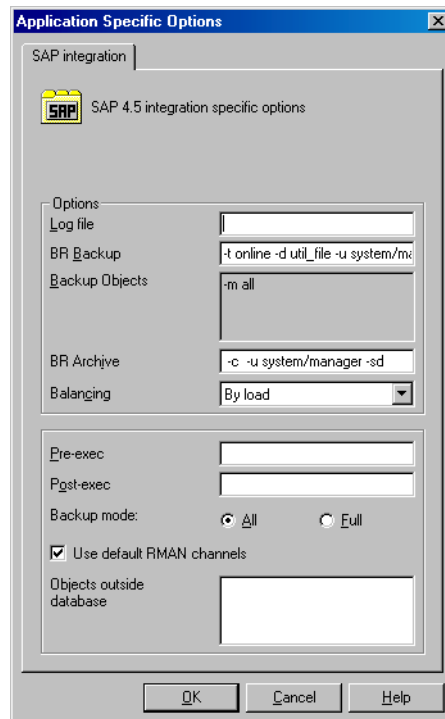 Application Specific Options
SAP integration
SAP
SAP 4.5 integration specific options
Options
Log file
BR Backup
-t online -d util_file -u system/ma
Backup Objects
-m all
BR Archive
-c -u system/manager -sd
Balancing
By load
Pre-exec
Post-exec
Backup mode:
All
Full
Use default RMAN channels
Objects outside
database
OK
Cancel
Help